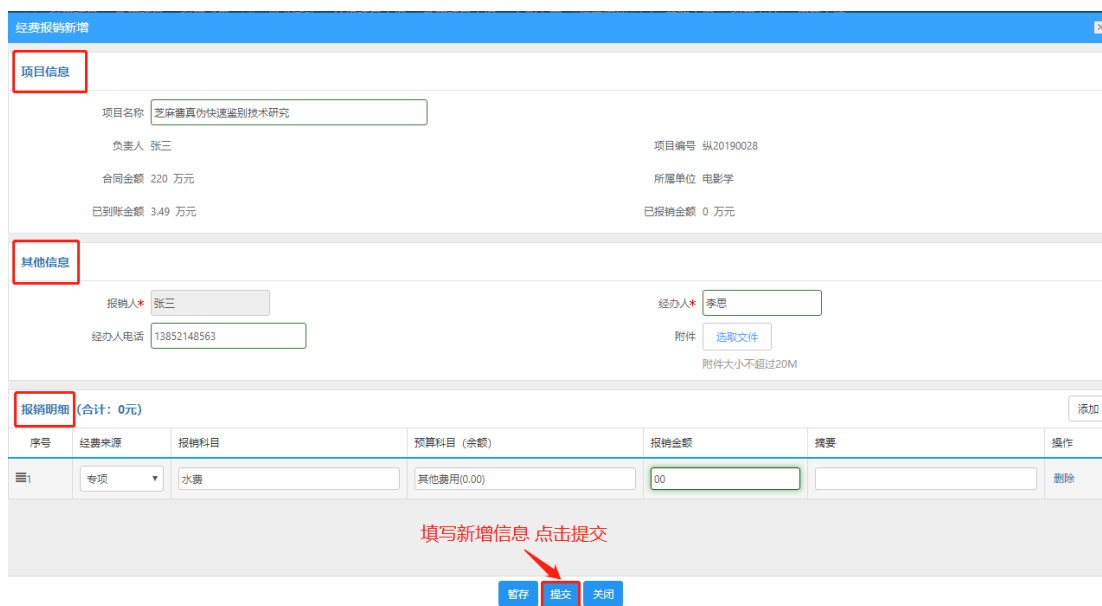 经费报销新增
项目信息
项目名称 芝麻酱真伪快速鉴别技术研究
负责人 张三 项目编号 纵20190028
合同金额 220 万元 所属单位 电影学
已到账金额 3.49 万元 已报销金额 0 万元
其他信息
报销人* 张三 经办人* 李思
经办人电话 13852148563 附件 选取文件
附件大小不超过20M
报销明细 (合计：0元) 添加
序号 经费来源 报销科目 预算科目（余额） 报销金额 摘要 操作
1 专项 水费 其他费用(0.00) 00 删除
填写新增信息 点击提交
暂存 提交 关闭